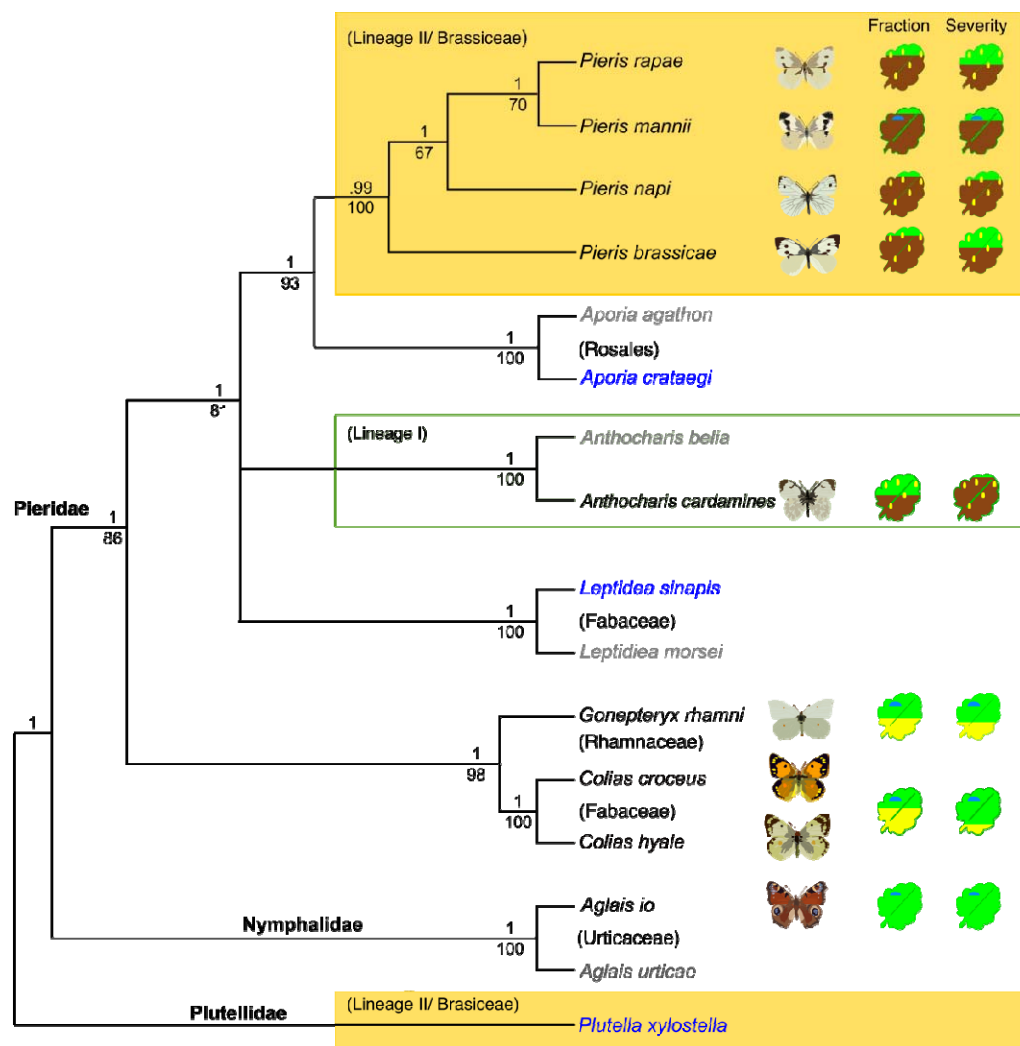 Fraction Severity
(Lineage II/ Brassiceae)
Pieris rapae
1
70
Pieris mannii
1
67
Pieris napi
.99
100
Pieris brassicae
1
93
Aporia agathon
1
(Rosales)
100
Aporia crataegi
1
8
(Lineage I)
Anthocharis belia
1
100
Anthocharis cardamines
Pieridae
1
86
Leptidea sinapis
1
(Fabaceae)
100
Leptidiea morsei
Gonepteryx rhamni
(Rhamnaceae)
1
98
Colias croceus
1
(Fabaceae)
100
Colias hyale
1
Aglais io
Nymphalidae
1
(Urticaceae)
100
Aglais urticao
Plutellidae
(Lineage II/ Brasiceae)
Plutella xylostella